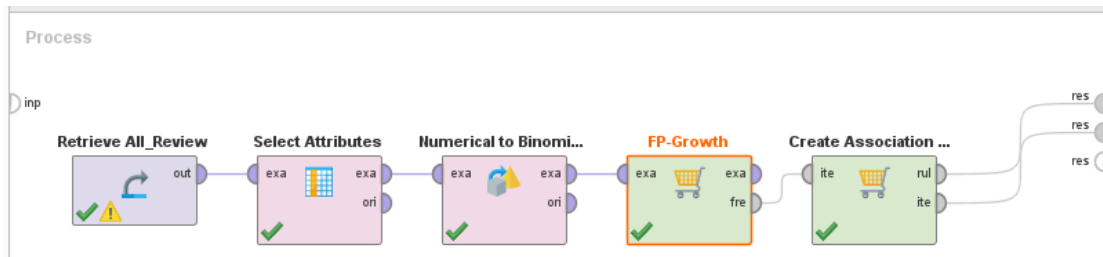 Process
inp
res
res
res
Retrieve All_Review
out
Select Attributes
exa
exa
ori
Numerical to Binomi...
exa
exa
ori
FP-Growth
exa
exa
fre
Create Association ...
ite
rul
ite